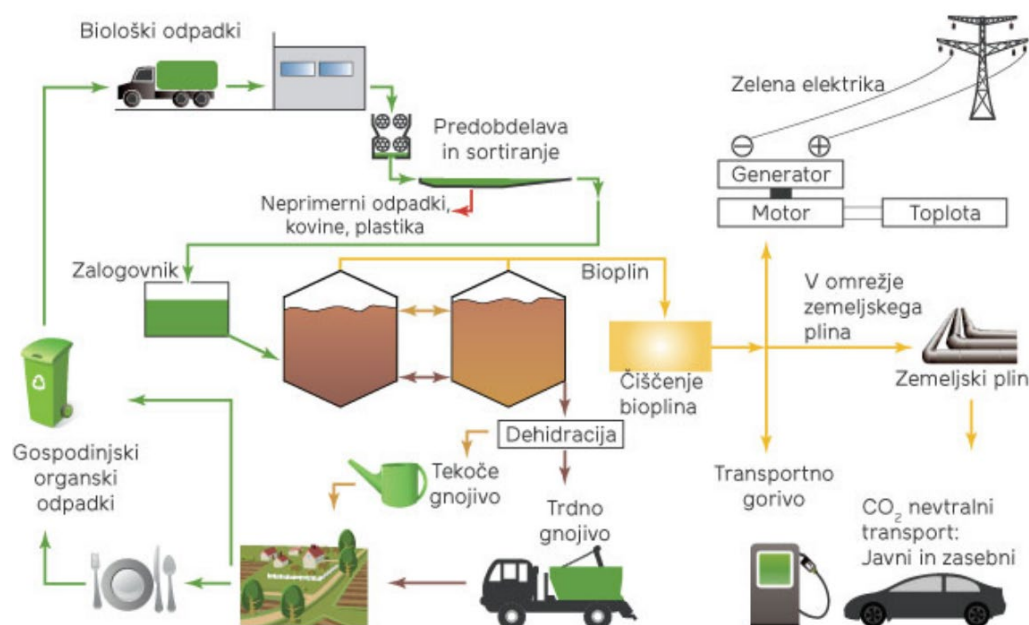 Biološki odpadki
Zelena elektrika
Predobdelava
in sortiranje
Generator
Motor
Toplota
Neprimerni odpadki,
kovine, plastika
Zalogovnik
Bioplin
V omrežje
zemeljskega
plina
Čiščenje
bioplina
Zemeljski plin
Dehidracija
Gospodinjski
organski
odpadki
Tekoče
gnojivo
Trdno
gnojivo
Transportno
gorivo
CO₂ nevtralni
transport:
Javni in zasebni